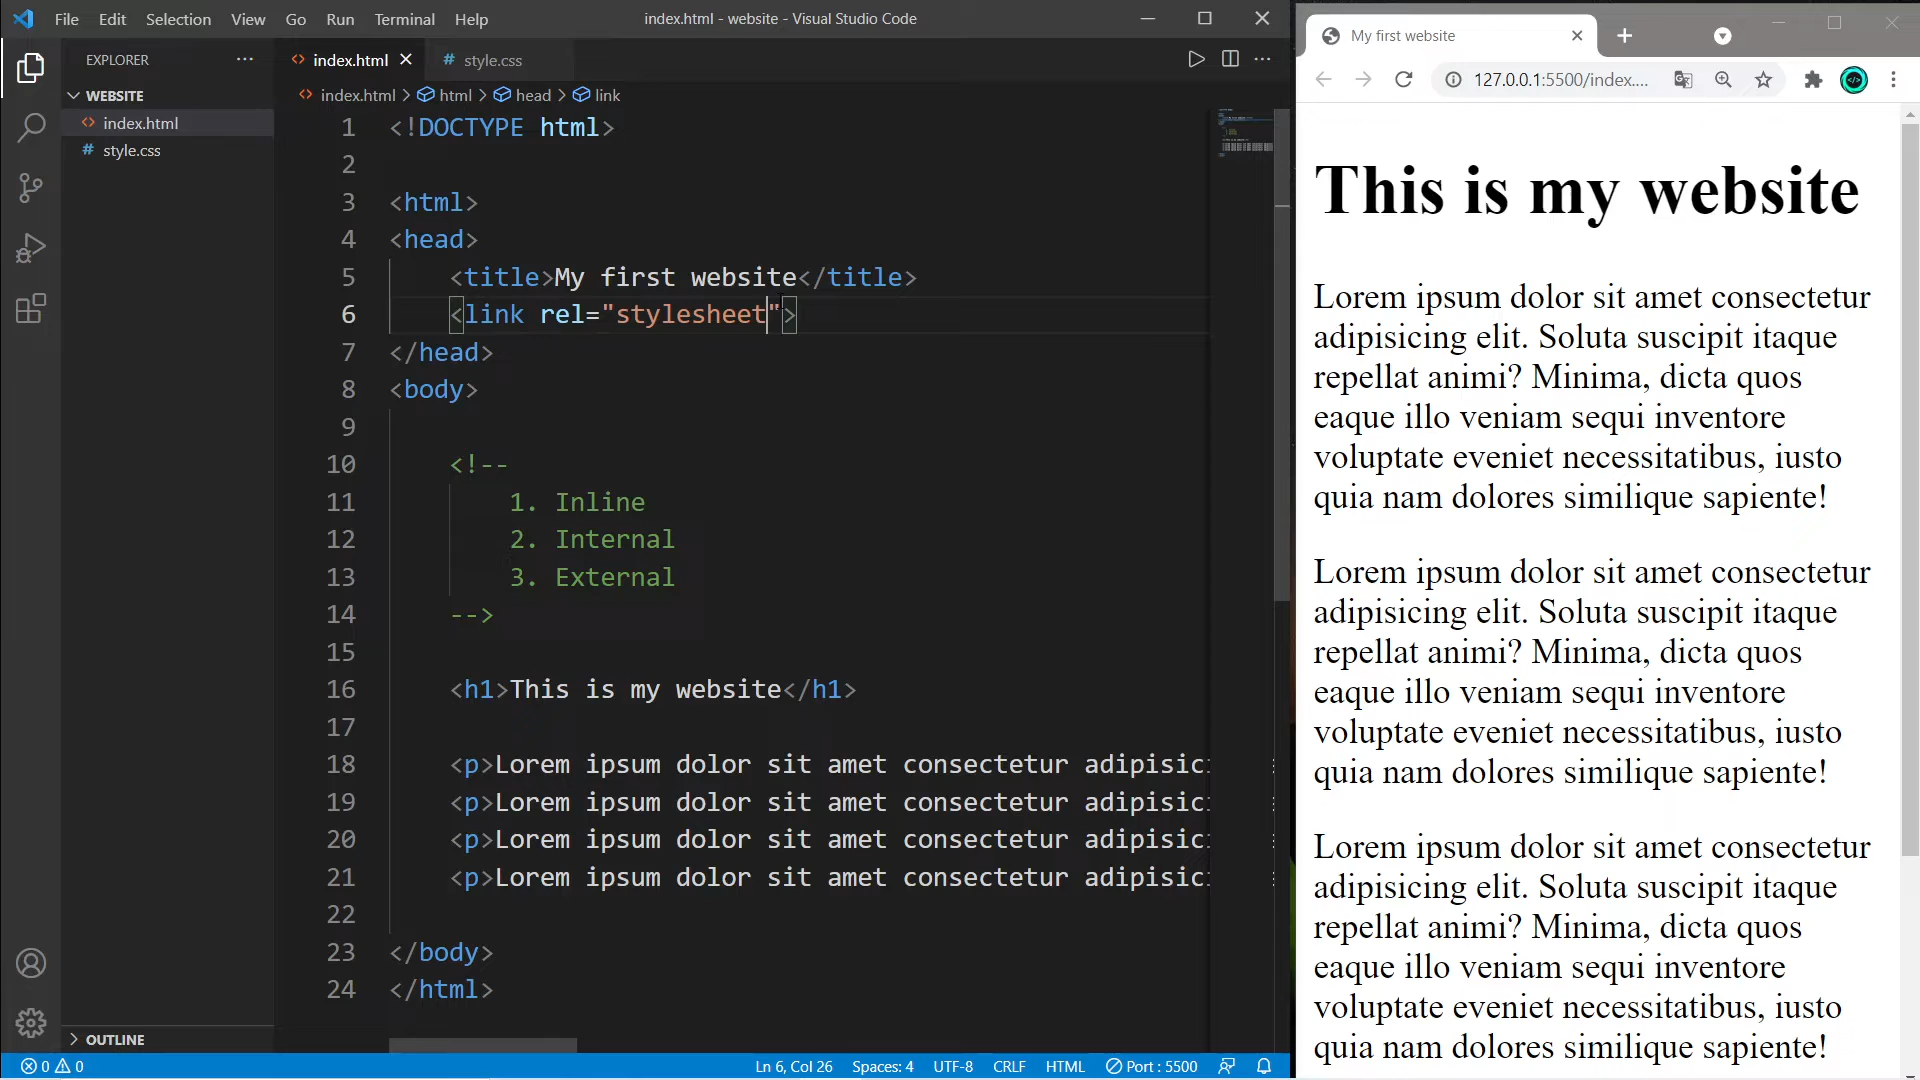 File Edit Selection View Go Run Terminal Help
index.html - website - Visual Studio Code
EXPLORER
WEBSITE
index.html
style.css
OUTLINE
index.html
style.css
index.html > html > head > link
1 <!DOCTYPE html>
2
3 <html>
4 <head>
5 <title>My first website</title>
6 <link rel="stylesheet">
7 </head>
8 <body>
9
10 <!--
11 1. Inline
12 2. Internal
13 3. External
14 -->
15
16 <h1>This is my website</h1>
17
18 <p>Lorem ipsum dolor sit amet consectetur adipisici
19 <p>Lorem ipsum dolor sit amet consectetur adipisici
20 <p>Lorem ipsum dolor sit amet consectetur adipisici
21 <p>Lorem ipsum dolor sit amet consectetur adipisici
22
23 </body>
24 </html>
0 0
Ln 6, Col 26 Spaces: 4 UTF-8 CRLF HTML Port : 5500
My first website
127.0.0.1:5500/index....
This is my website
Lorem ipsum dolor sit amet consectetur
adipisicing elit. Soluta suscipit itaque
repellat animi? Minima, dicta quos
eaque illo veniam sequi inventore
voluptate eveniet necessitatibus, iusto
quia nam dolores similique sapiente!
Lorem ipsum dolor sit amet consectetur
adipisicing elit. Soluta suscipit itaque
repellat animi? Minima, dicta quos
eaque illo veniam sequi inventore
voluptate eveniet necessitatibus, iusto
quia nam dolores similique sapiente!
Lorem ipsum dolor sit amet consectetur
adipisicing elit. Soluta suscipit itaque
repellat animi? Minima, dicta quos
eaque illo veniam sequi inventore
voluptate eveniet necessitatibus, iusto
quia nam dolores similique sapiente!